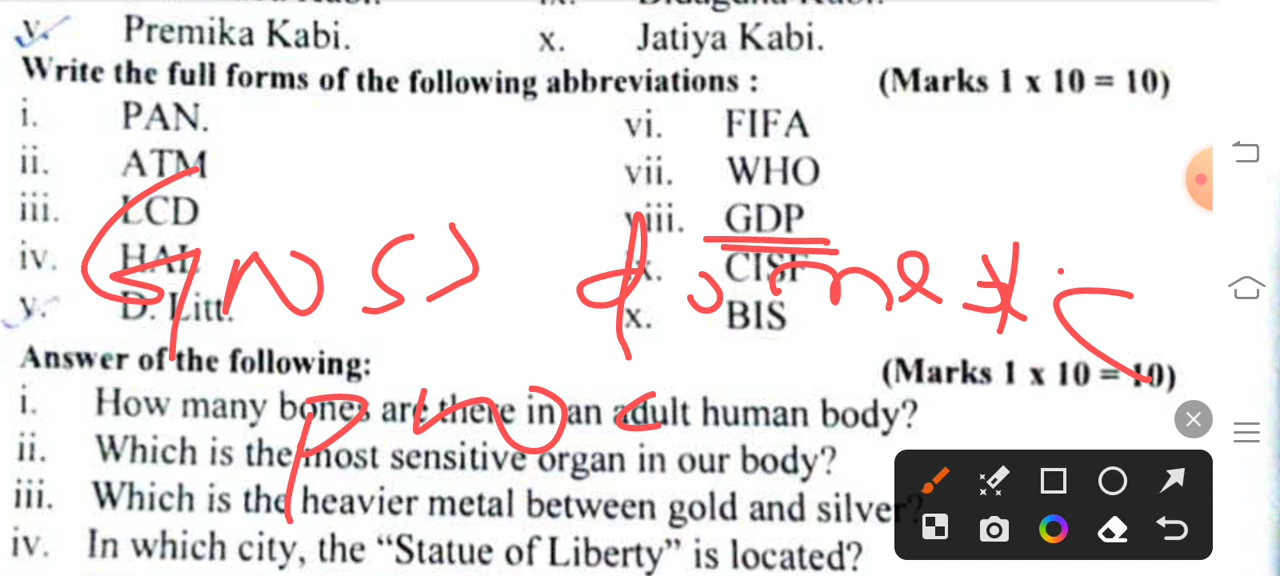 v. Premika Kabi. x. Jatiya Kabi.
Write the full forms of the following abbreviations : (Marks 1 x 10 = 10)
i. PAN. vi. FIFA
ii. ATM vii. WHO
iii. LCD viii. GDP
iv. HAL ix. CISF
v. D. Litt. x. BIS
Gross domestic
proc
Answer of the following: (Marks 1 x 10 = 10)
i. How many bones are there in an adult human body?
ii. Which is the most sensitive organ in our body?
iii. Which is the heavier metal between gold and silver?
iv. In which city, the “Statue of Liberty” is located?